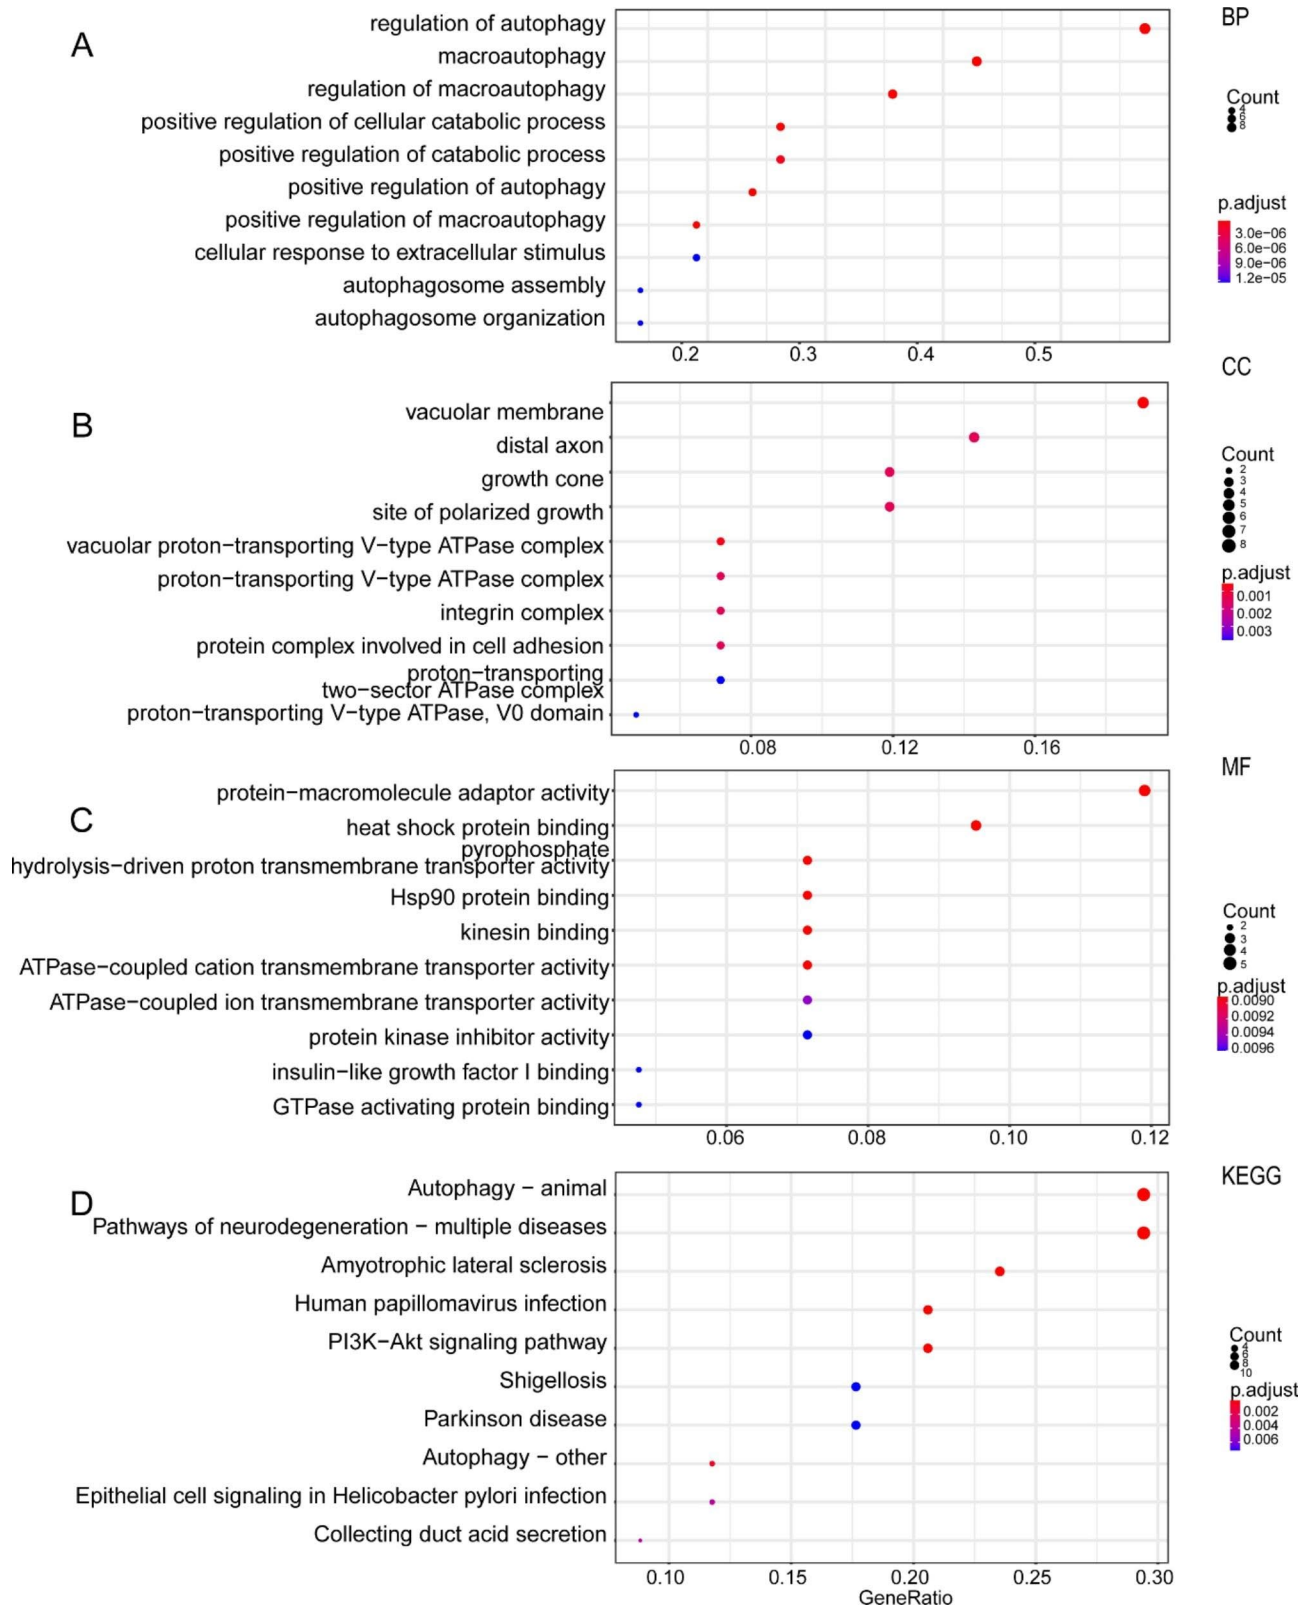 A
BP
regulation of autophagy
macroautophagy
regulation of macroautophagy
positive regulation of cellular catabolic process
positive regulation of catabolic process
positive regulation of autophagy
positive regulation of macroautophagy
cellular response to extracellular stimulus
autophagosome assembly
autophagosome organization
0.2 0.3 0.4 0.5
Count
4
6
8
p.adjust
3.0e−06
6.0e−06
9.0e−06
1.2e−05
B
CC
vacuolar membrane
distal axon
growth cone
site of polarized growth
vacuolar proton−transporting V−type ATPase complex
proton−transporting V−type ATPase complex
integrin complex
protein complex involved in cell adhesion
proton−transporting
two−sector ATPase complex
proton−transporting V−type ATPase, V0 domain
0.08 0.12 0.16
Count
2
3
4
5
6
7
8
p.adjust
0.001
0.002
0.003
C
MF
protein−macromolecule adaptor activity
heat shock protein binding
pyrophosphate
hydrolysis−driven proton transmembrane transporter activity
Hsp90 protein binding
kinesin binding
ATPase−coupled cation transmembrane transporter activity
ATPase−coupled ion transmembrane transporter activity
protein kinase inhibitor activity
insulin−like growth factor I binding
GTPase activating protein binding
0.06 0.08 0.10 0.12
Count
2
3
4
5
p.adjust
0.0090
0.0092
0.0094
0.0096
D
KEGG
Autophagy − animal
Pathways of neurodegeneration − multiple diseases
Amyotrophic lateral sclerosis
Human papillomavirus infection
PI3K−Akt signaling pathway
Shigellosis
Parkinson disease
Autophagy − other
Epithelial cell signaling in Helicobacter pylori infection
Collecting duct acid secretion
0.10 0.15 0.20 0.25 0.30
GeneRatio
Count
4
6
8
10
p.adjust
0.002
0.004
0.006